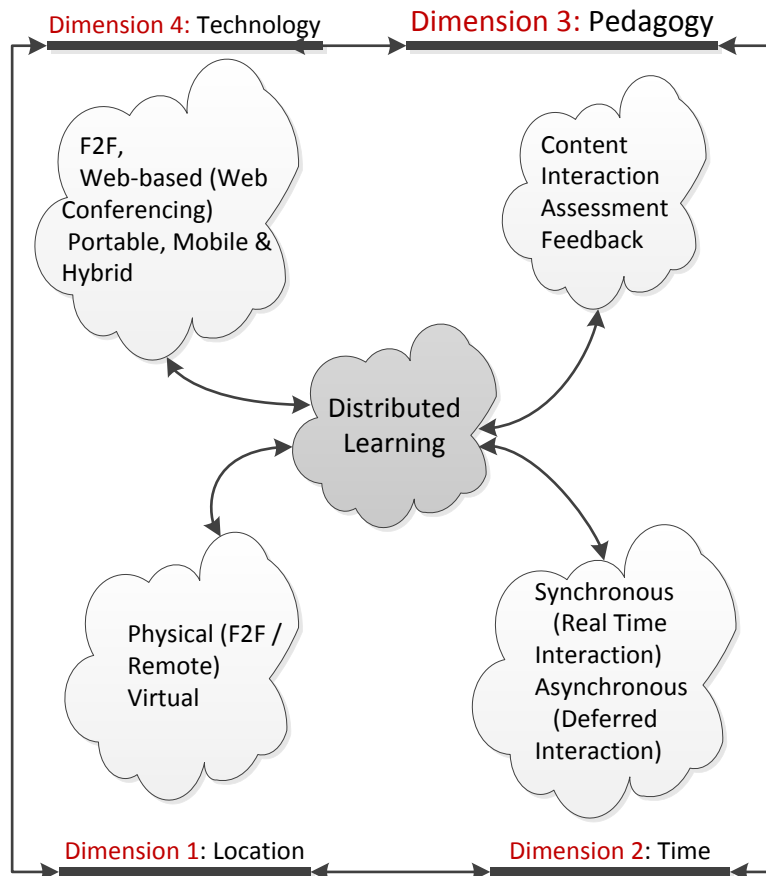 Dimension 4: Technology
Dimension 3: Pedagogy
F2F,
Web-based (Web
Conferencing)
Portable, Mobile &
Hybrid
Content
Interaction
Assessment
Feedback
Distributed
Learning
Physical (F2F /
Remote)
Virtual
Synchronous
(Real Time
Interaction)
Asynchronous
(Deferred
Interaction)
Dimension 1: Location
Dimension 2: Time